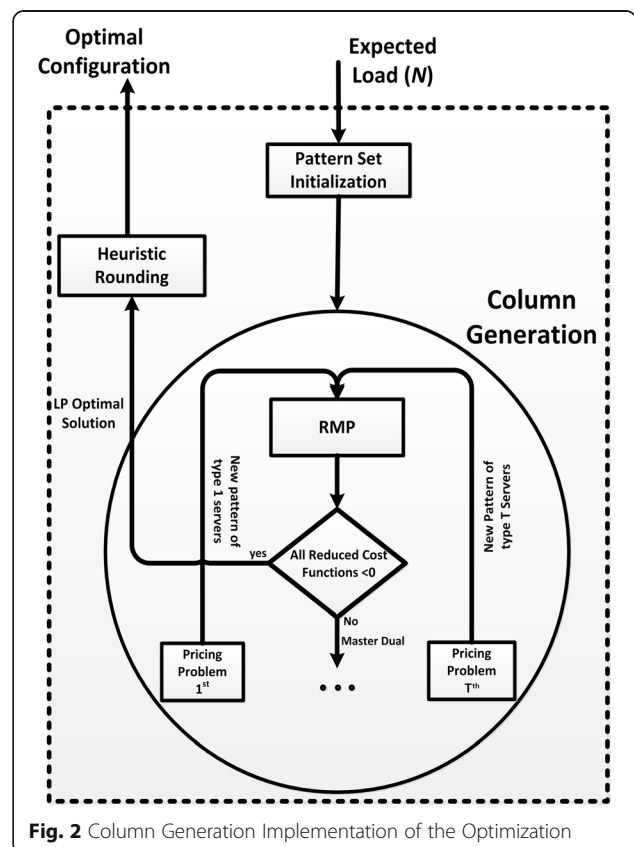 Optimal
Configuration
Expected
Load (N)
Pattern Set
Initialization
Heuristic
Rounding
Column
Generation
LP Optimal
Solution
RMP
New pattern of
type 1 servers
New Pattern of
type T Servers
yes
All Reduced Cost
Functions <0
No
Master Dual
Pricing
Problem
1st
...
Pricing
Problem
Tth
Fig. 2 Column Generation Implementation of the Optimization